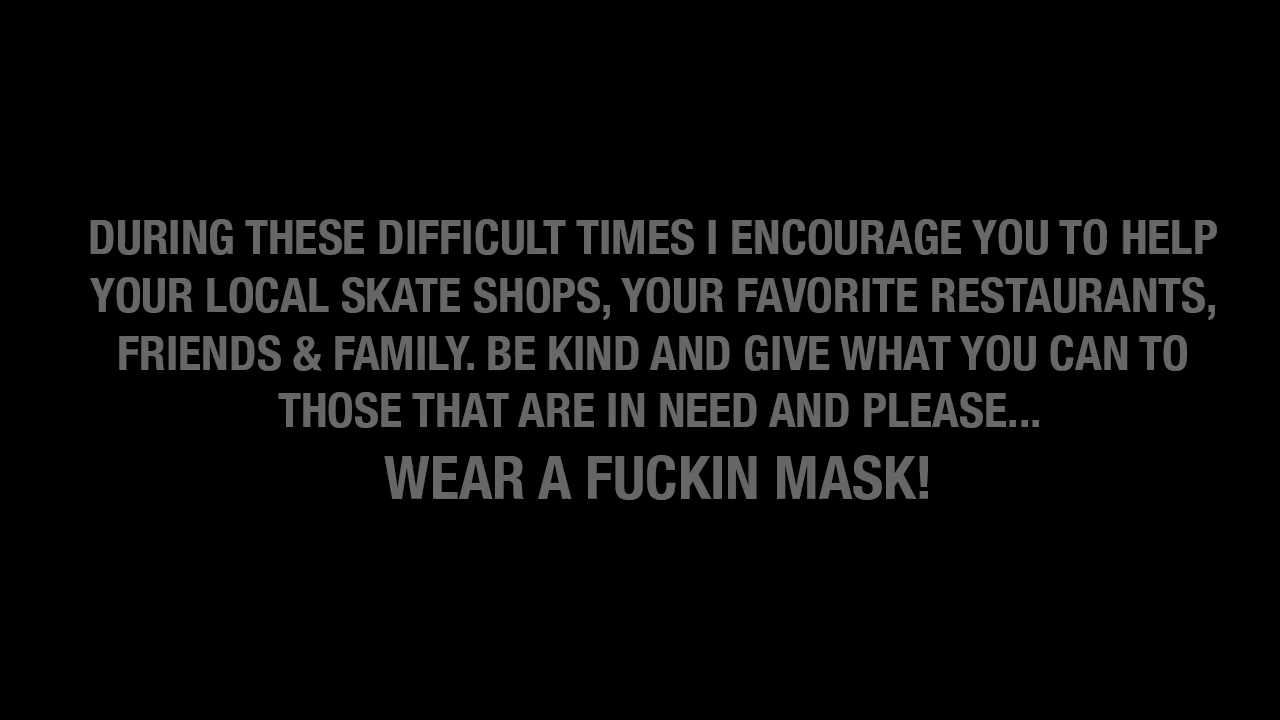 DURING THESE DIFFICULT TIMES I ENCOURAGE YOU TO HELP
YOUR LOCAL SKATE SHOPS, YOUR FAVORITE RESTAURANTS,
FRIENDS & FAMILY. BE KIND AND GIVE WHAT YOU CAN TO
THOSE THAT ARE IN NEED AND PLEASE...
WEAR A FUCKIN MASK!